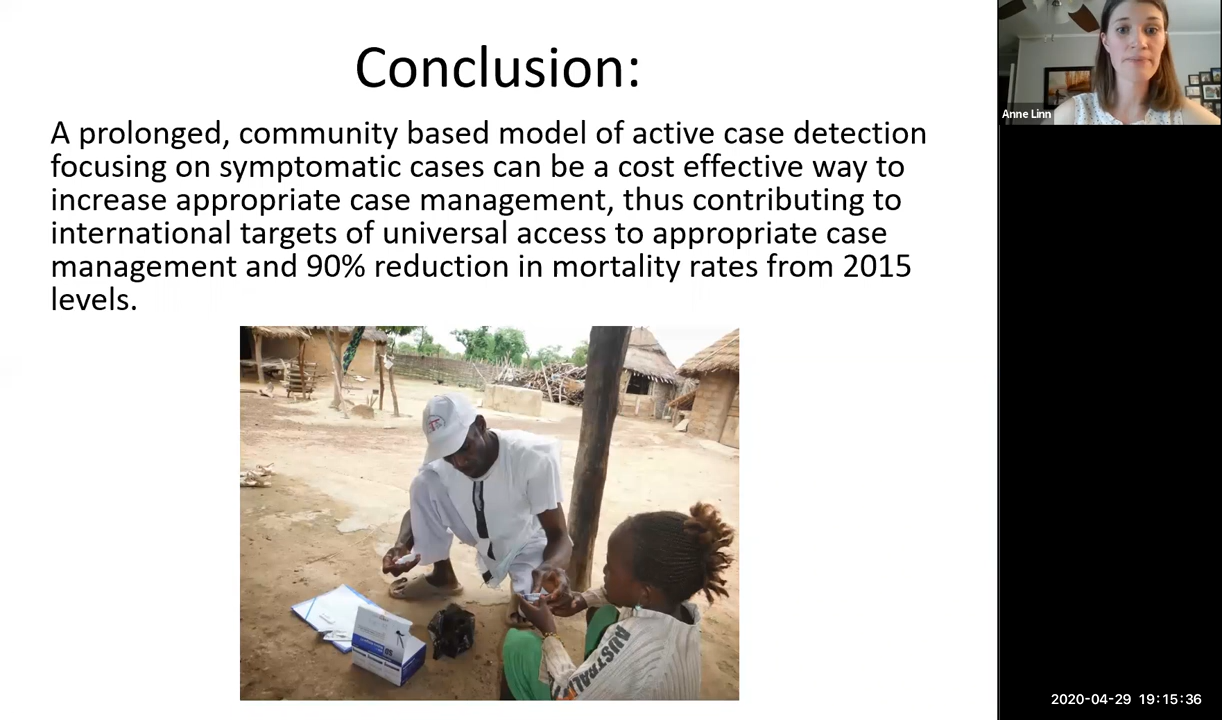 Conclusion:
A prolonged, community based model of active case detection
focusing on symptomatic cases can be a cost effective way to
increase appropriate case management, thus contributing to
international targets of universal access to appropriate case
management and 90% reduction in mortality rates from 2015
levels.
Anne Linn
AUSTRALI
2020-04-29 19:15:36